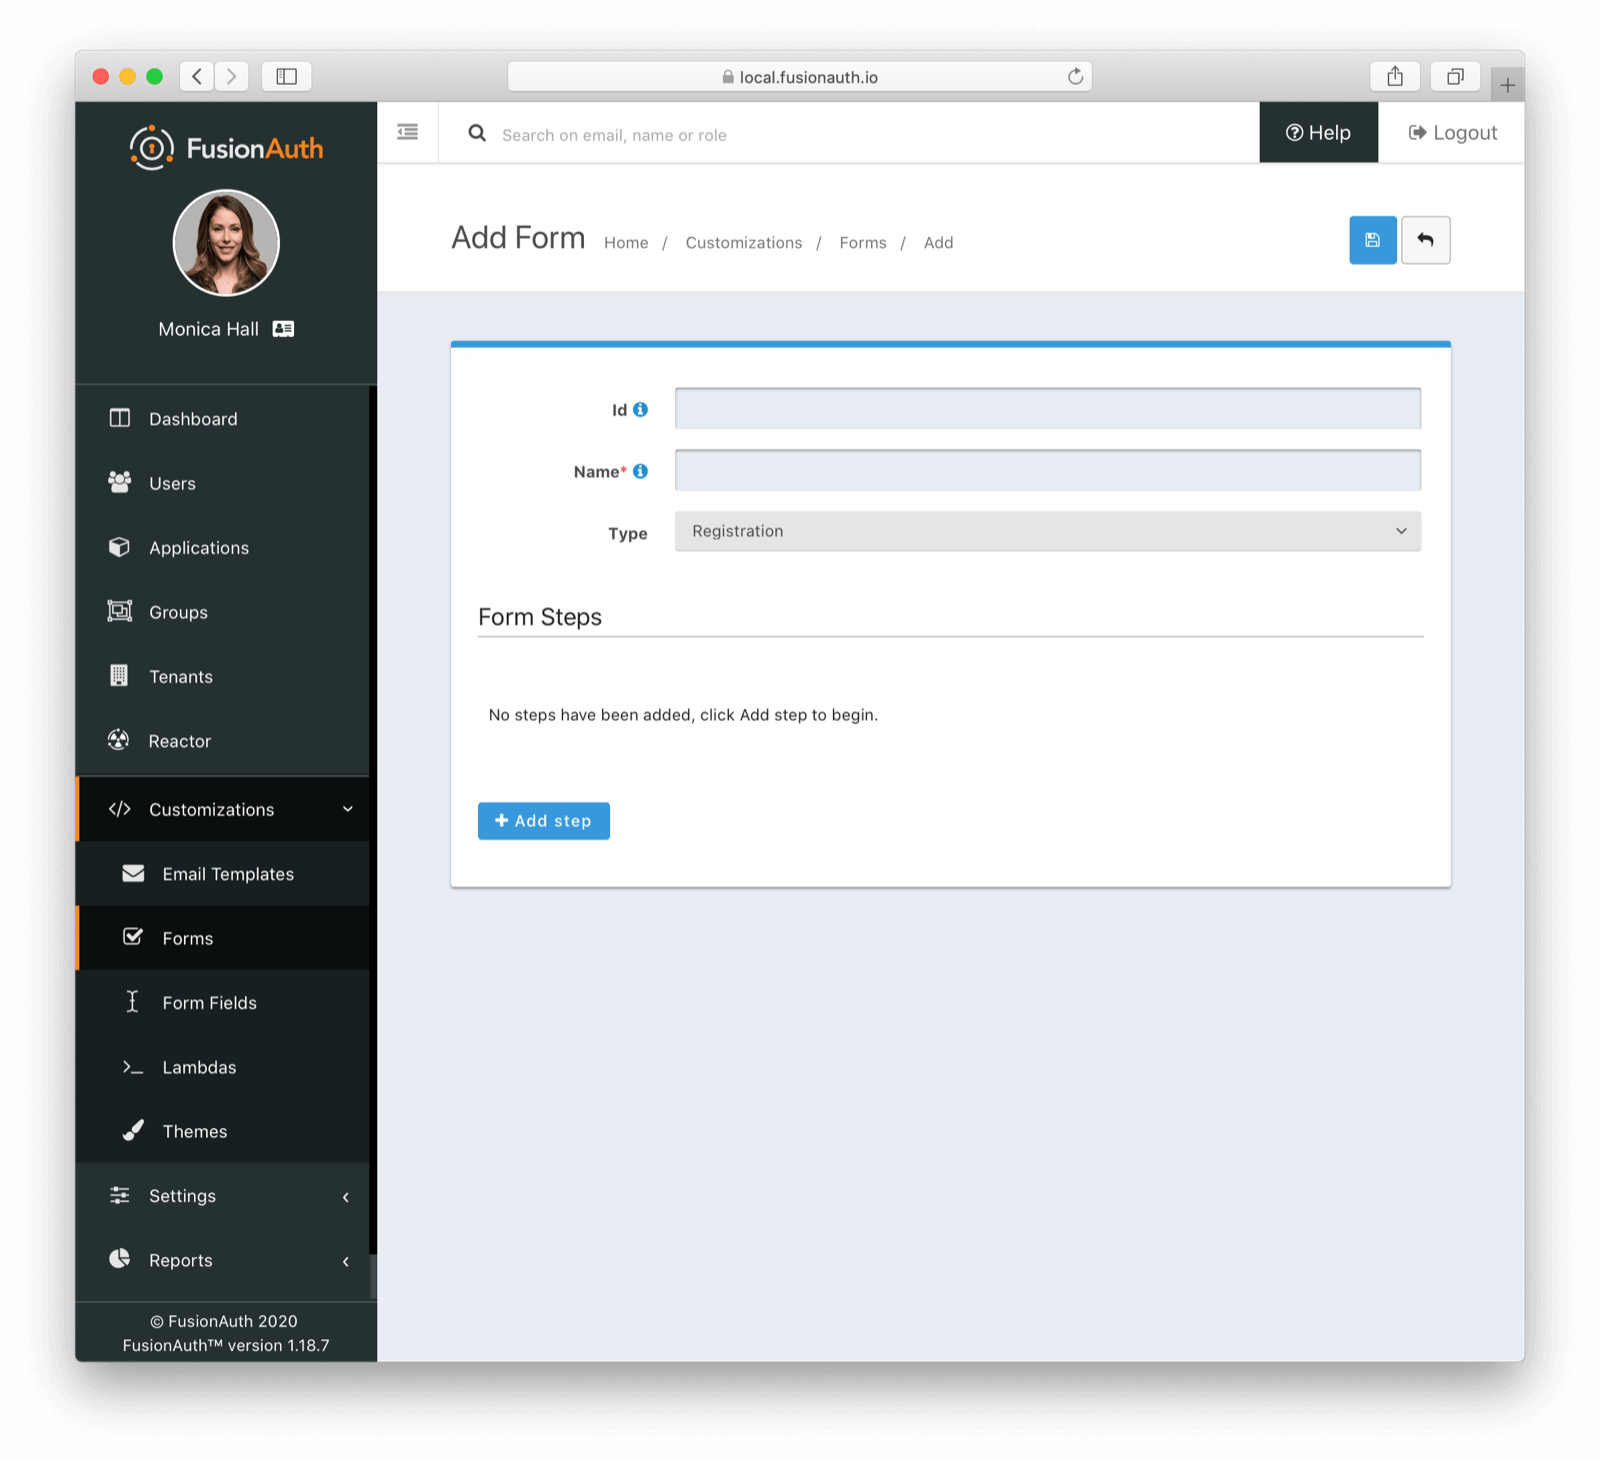 local.fusionauth.io
FusionAuth
Monica Hall
Dashboard
Users
Applications
Groups
Tenants
Reactor
Customizations
Email Templates
Forms
Form Fields
Lambdas
Themes
Settings
Reports
© FusionAuth 2020
FusionAuth™ version 1.18.7
Search on email, name or role
Help
Logout
Add Form
Home / Customizations / Forms / Add
Id
Name*
Type
Registration
Form Steps
No steps have been added, click Add step to begin.
Add step